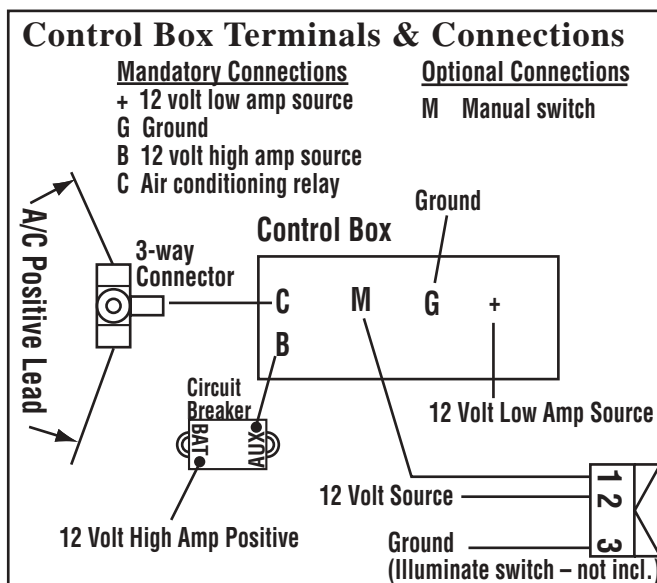 Control Box Terminals & Connections
Mandatory Connections
+ 12 volt low amp source
G Ground
B 12 volt high amp source
C Air conditioning relay
Optional Connections
M Manual switch
A/C Positive Lead
3-way
Connector
Control Box
Ground
C M G +
B
Circuit
Breaker
BAT AUX
12 Volt Low Amp Source
12 Volt High Amp Positive
12 Volt Source
1
2
3
Ground
(Illuminate switch – not incl.)